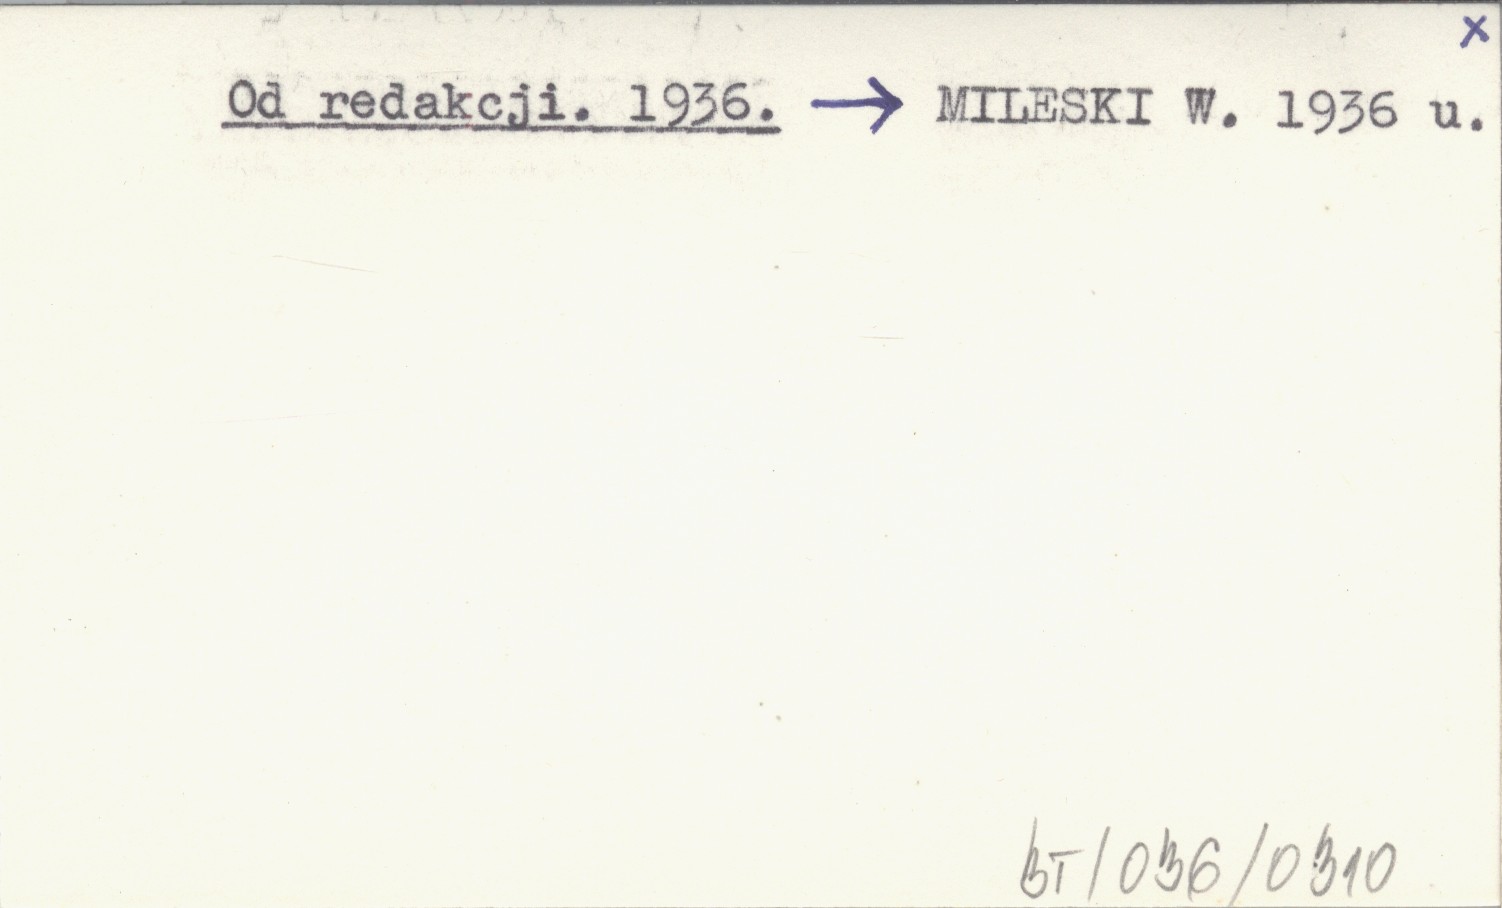 x
Od redakcji. 1936. → MILESKI W. 1936 u.
BT/036/0310